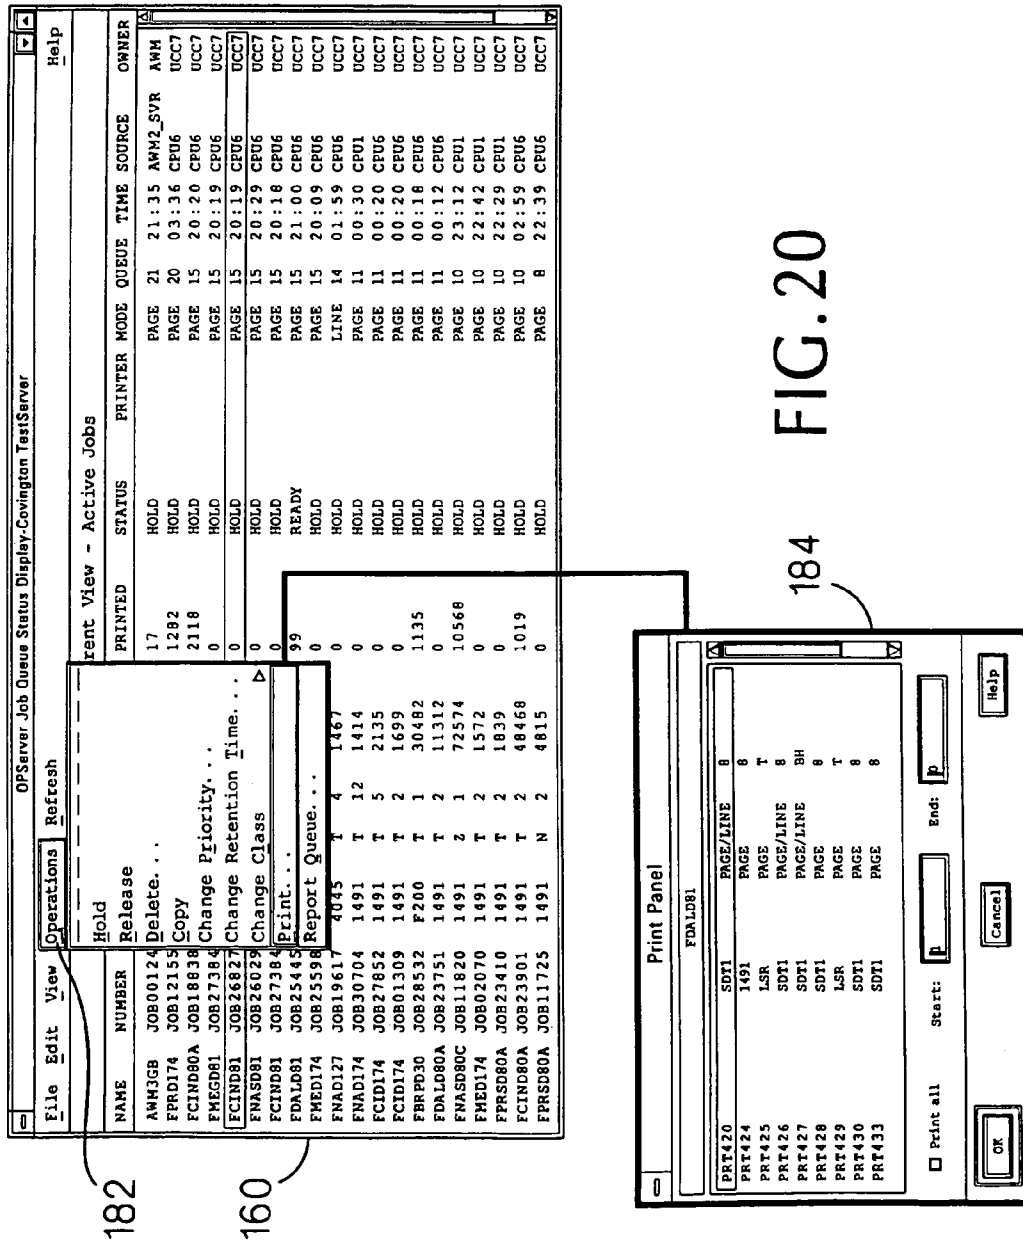 OPServer Job Queue Status Display-Covington TestServer
File Edit View Operations Refresh Help
rent View - Active Jobs
NAME NUMBER PRINTED STATUS PRINTER MODE QUEUE TIME SOURCE OWNER
AWM3GB JOB00124 17 HOLD PAGE 21 21:35 AWM2_SVR AWM
FPRD174 JOB12155 1282 HOLD PAGE 20 03:36 CPU6 UCC7
FCIND80A JOB18838 2118 HOLD PAGE 15 20:20 CPU6 UCC7
FMEGD81 JOB27384 0 HOLD PAGE 15 20:19 CPU6 UCC7
FCIND81 JOB26827 0 HOLD PAGE 15 20:19 CPU6 UCC7
FNASD81 JOB26029 0 HOLD PAGE 15 20:29 CPU6 UCC7
FCIND81 JOB27384 0 HOLD PAGE 15 20:18 CPU6 UCC7
FDALD81 JOB25445 99 READY PAGE 15 21:00 CPU6 UCC7
FMED174 JOB25598 0 HOLD PAGE 15 20:09 CPU6 UCC7
FNAD127 JOB19617 4045 T 4 1467 0 HOLD LINE 14 01:59 CPU6 UCC7
FNAD174 JOB30704 1491 T 12 1414 0 HOLD PAGE 11 00:30 CPU1 UCC7
FCID174 JOB27852 1491 T 5 2135 0 HOLD PAGE 11 00:20 CPU6 UCC7
FCID174 JOB01309 1491 T 2 1699 0 HOLD PAGE 11 00:20 CPU6 UCC7
FBRPD30 JOB28532 F200 T 1 30482 1135 HOLD PAGE 11 00:18 CPU6 UCC7
FDALD80A JOB23751 1491 T 2 11312 0 HOLD PAGE 11 00:12 CPU6 UCC7
FNASD80C JOB11820 1491 Z 1 72574 10568 HOLD PAGE 10 23:12 CPU1 UCC7
FMED174 JOB02070 1491 T 2 1572 0 HOLD PAGE 10 22:42 CPU1 UCC7
FPRSD80A JOB23410 1491 T 2 1839 0 HOLD PAGE 10 22:29 CPU1 UCC7
FCIND80A JOB23901 1491 T 2 48468 1019 HOLD PAGE 10 02:59 CPU6 UCC7
FPRSD80A JOB11725 1491 N 2 4815 0 HOLD PAGE 8 22:39 CPU6 UCC7
Hold
Release
Delete...
Copy
Change Priority...
Change Retention Time...
Change Class
Print...
Report Queue...
182
160
Print Panel
FDALD81
PRT420 SDT1 PAGE/LINE 8
PRT424 1491 PAGE 8
PRT425 LSR PAGE T
PRT426 SDT1 PAGE/LINE 8
PRT427 SDT1 PAGE/LINE BH
PRT428 SDT1 PAGE 8
PRT429 LSR PAGE T
PRT430 SDT1 PAGE 8
PRT433 SDT1 PAGE 8
Print all Start: p End: p
OK Cancel Help
184
FIG.20